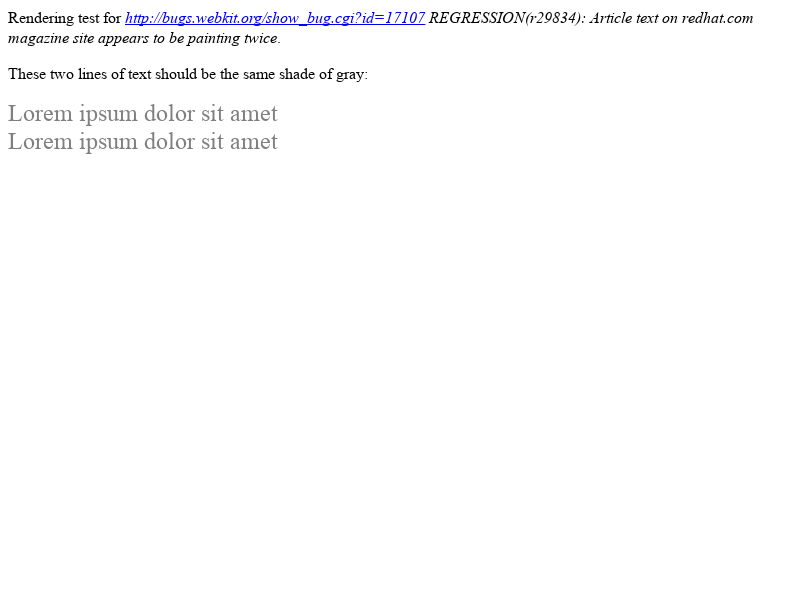 Rendering test for http://bugs.webkit.org/show_bug.cgi?id=17107 REGRESSION(r29834): Article text on redhat.com
magazine site appears to be painting twice.
These two lines of text should be the same shade of gray:
Lorem ipsum dolor sit amet
Lorem ipsum dolor sit amet